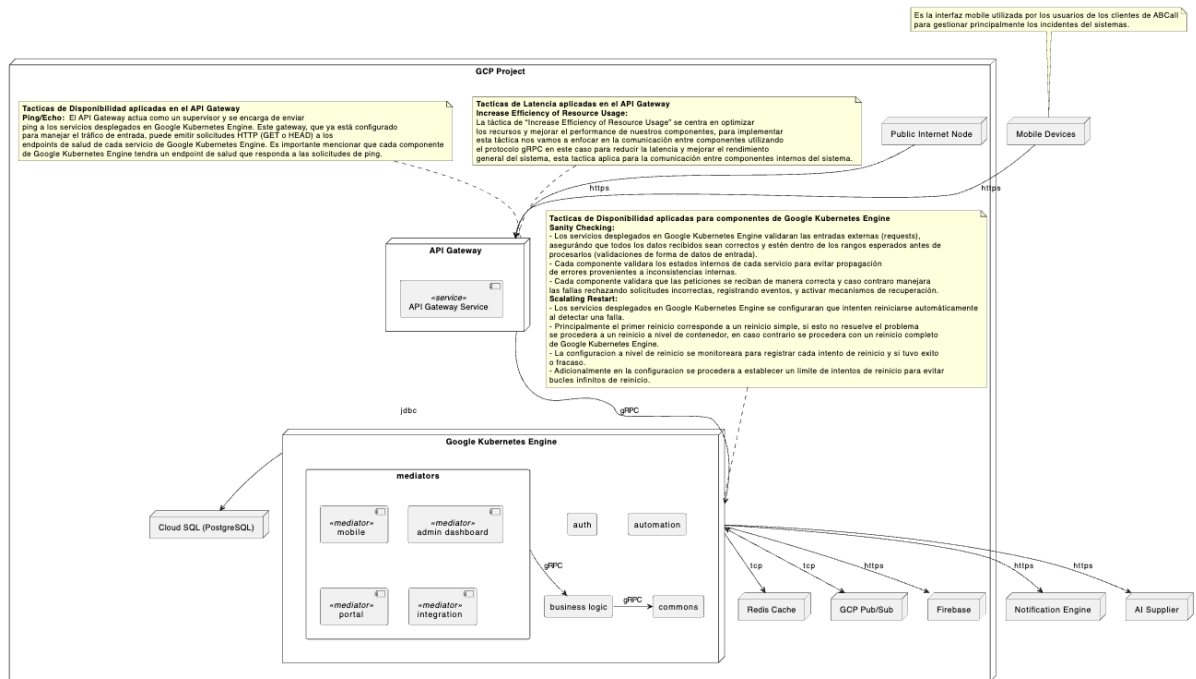 Es la interfaz mobile utilizada por los usuarios de los clientes de ABCall
para gestionar principalmente los incidentes del sistemas.
GCP Project
Tacticas de Disponibilidad aplicadas en el API Gateway
Ping/Echo: El API Gateway actua como un supervisor y se encarga de enviar
ping a los servicios desplegados en Google Kubernetes Engine. Este gateway, que ya está configurado
para manejar el tráfico de entrada, puede emitir solicitudes HTTP (GET o HEAD) a los
endpoints de salud de cada servicio de Google Kubernetes Engine. Es importante mencionar que cada componente
de Google Kubernetes Engine tendra un endpoint de salud que responda a las solicitudes de ping.
Tacticas de Latencia aplicadas en el API Gateway
Increase Efficiency of Resource Usage:
La táctica de "Increase Efficiency of Resource Usage" se centra en optimizar
los recursos y mejorar el performance de nuestros componentes, para implementar
esta táctica nos vamos a enfocar en la comunicación entre componentes utilizando
el protocolo gRPC en este caso para reducir la latencia y mejorar el rendimiento
general del sistema, esta tactica aplica para la comunicación entre componentes internos del sistema.
Public Internet Node
Mobile Devices
https
https
Tacticas de Disponibilidad aplicadas para componentes de Google Kubernetes Engine
Sanity Checking:
- Los servicios desplegados en Google Kubernetes Engine validaran las entradas externas (requests),
asegurándo que todos los datos recibidos sean correctos y estén dentro de los rangos esperados antes de
procesarlos (validaciones de forma de datos de entrada).
- Cada componente validara los estados internos de cada servicio para evitar propagación
de errores provenientes a inconsistencias internas.
- Cada componente validara que las peticiones se reciban de manera correcta y caso contraro manejara
las fallas rechazando solicitudes incorrectas, registrando eventos, y activar mecanismos de recuperación.
Scalating Restart:
- Los servicios desplegados en Google Kubernetes Engine se configuraran que intenten reiniciarse automáticamente
al detectar una falla.
- Principalmente el primer reinicio corresponde a un reinicio simple, si esto no resuelve el problema
se procedera a un reinicio a nivel de contenedor, en caso contrario se procedera con un reinicio completo
de Google Kubernetes Engine.
- La configuracion a nivel de reinicio se monitoreara para registrar cada intento de reinicio y si tuvo exito
o fracaso.
- Adicionalmente en la configuracion se procedera a establecer un limite de intentos de reinicio para evitar
bucles infinitos de reinicio.
API Gateway
«service»
API Gateway Service
jdbc
gRPC
Google Kubernetes Engine
mediators
«mediator»
mobile
«mediator»
admin dashboard
auth
automation
Cloud SQL (PostgreSQL)
«mediator»
portal
«mediator»
integration
gRPC
business logic
gRPC
commons
tcp
tcp
https
https
https
Redis Cache
GCP Pub/Sub
Firebase
Notification Engine
AI Supplier